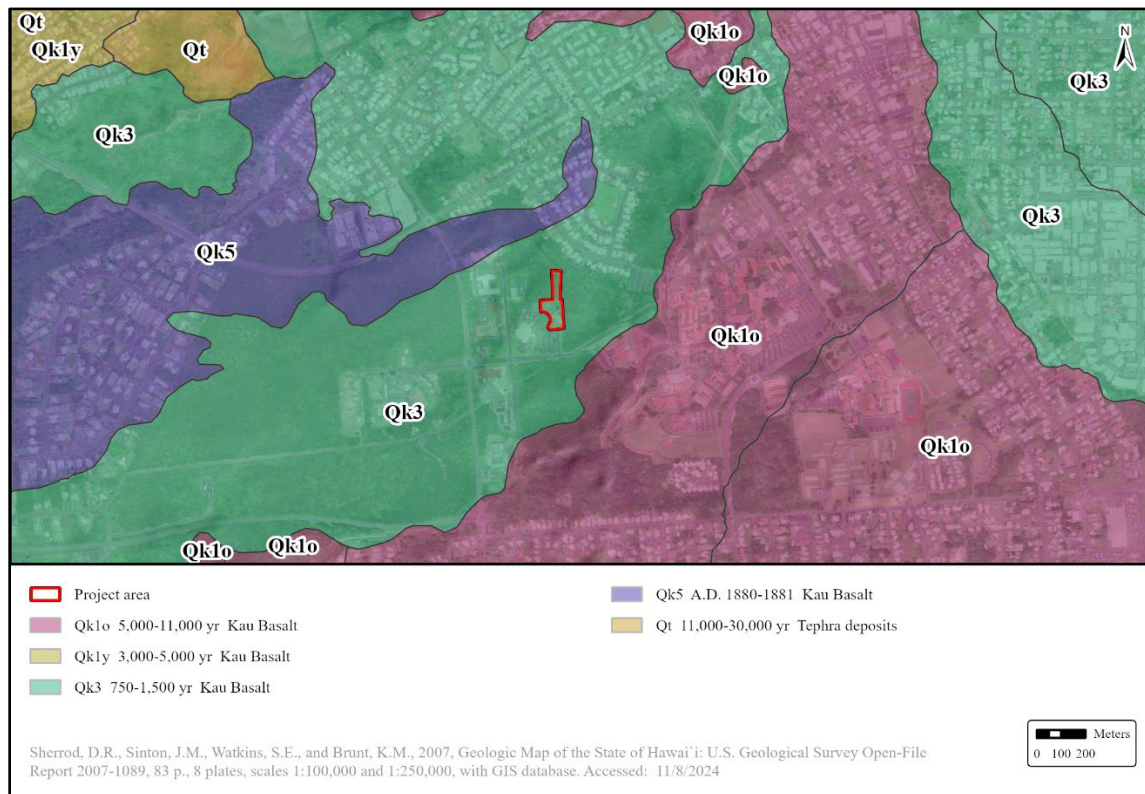 Qt
Qk1y
Qt
Qk1o
Qk1o
N
Qk3
Qk3
Qk3
Qk5
Qk1o
Qk3
Qk1o
Qk1o
Qk1o
Project area
Qk1o 5,000-11,000 yr Kau Basalt
Qk1y 3,000-5,000 yr Kau Basalt
Qk3 750-1,500 yr Kau Basalt
Qk5 A.D. 1880-1881 Kau Basalt
Qt 11,000-30,000 yr Tephra deposits
Sherrod, D.R., Sinton, J.M., Watkins, S.E., and Brunt, K.M., 2007, Geologic Map of the State of Hawai`i: U.S. Geological Survey Open-File
Report 2007-1089, 83 p., 8 plates, scales 1:100,000 and 1:250,000, with GIS database. Accessed: 11/8/2024
Meters
0 100 200